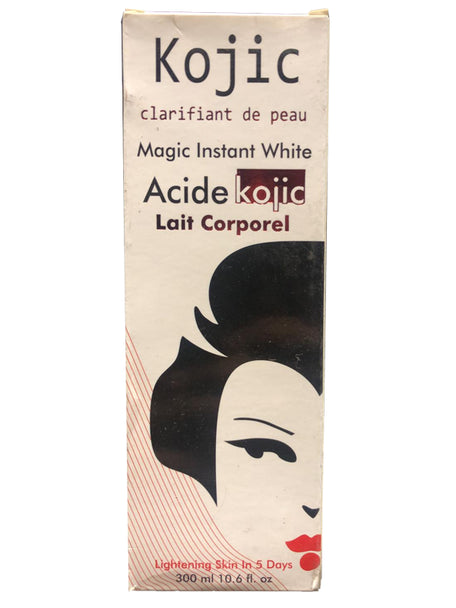 Kojic
clarifiant de peau
Magic Instant White
Acide kojic
Lait Corporel
Lightening Skin In 5 Days
300 ml 10.6 fl. oz